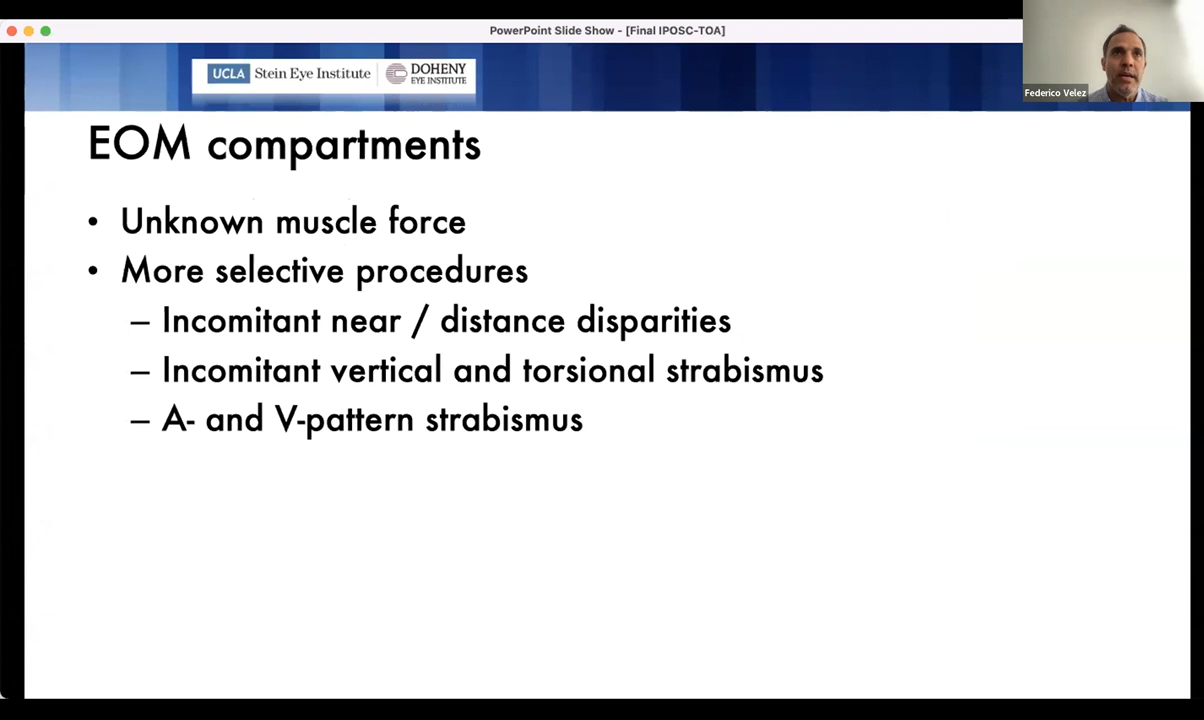 PowerPoint Slide Show - [Final IPOSC-TOA]
UCLA Stein Eye Institute DOHENY EYE INSTITUTE
Federico Velez
EOM compartments
• Unknown muscle force
• More selective procedures
– Incomitant near / distance disparities
– Incomitant vertical and torsional strabismus
– A- and V-pattern strabismus